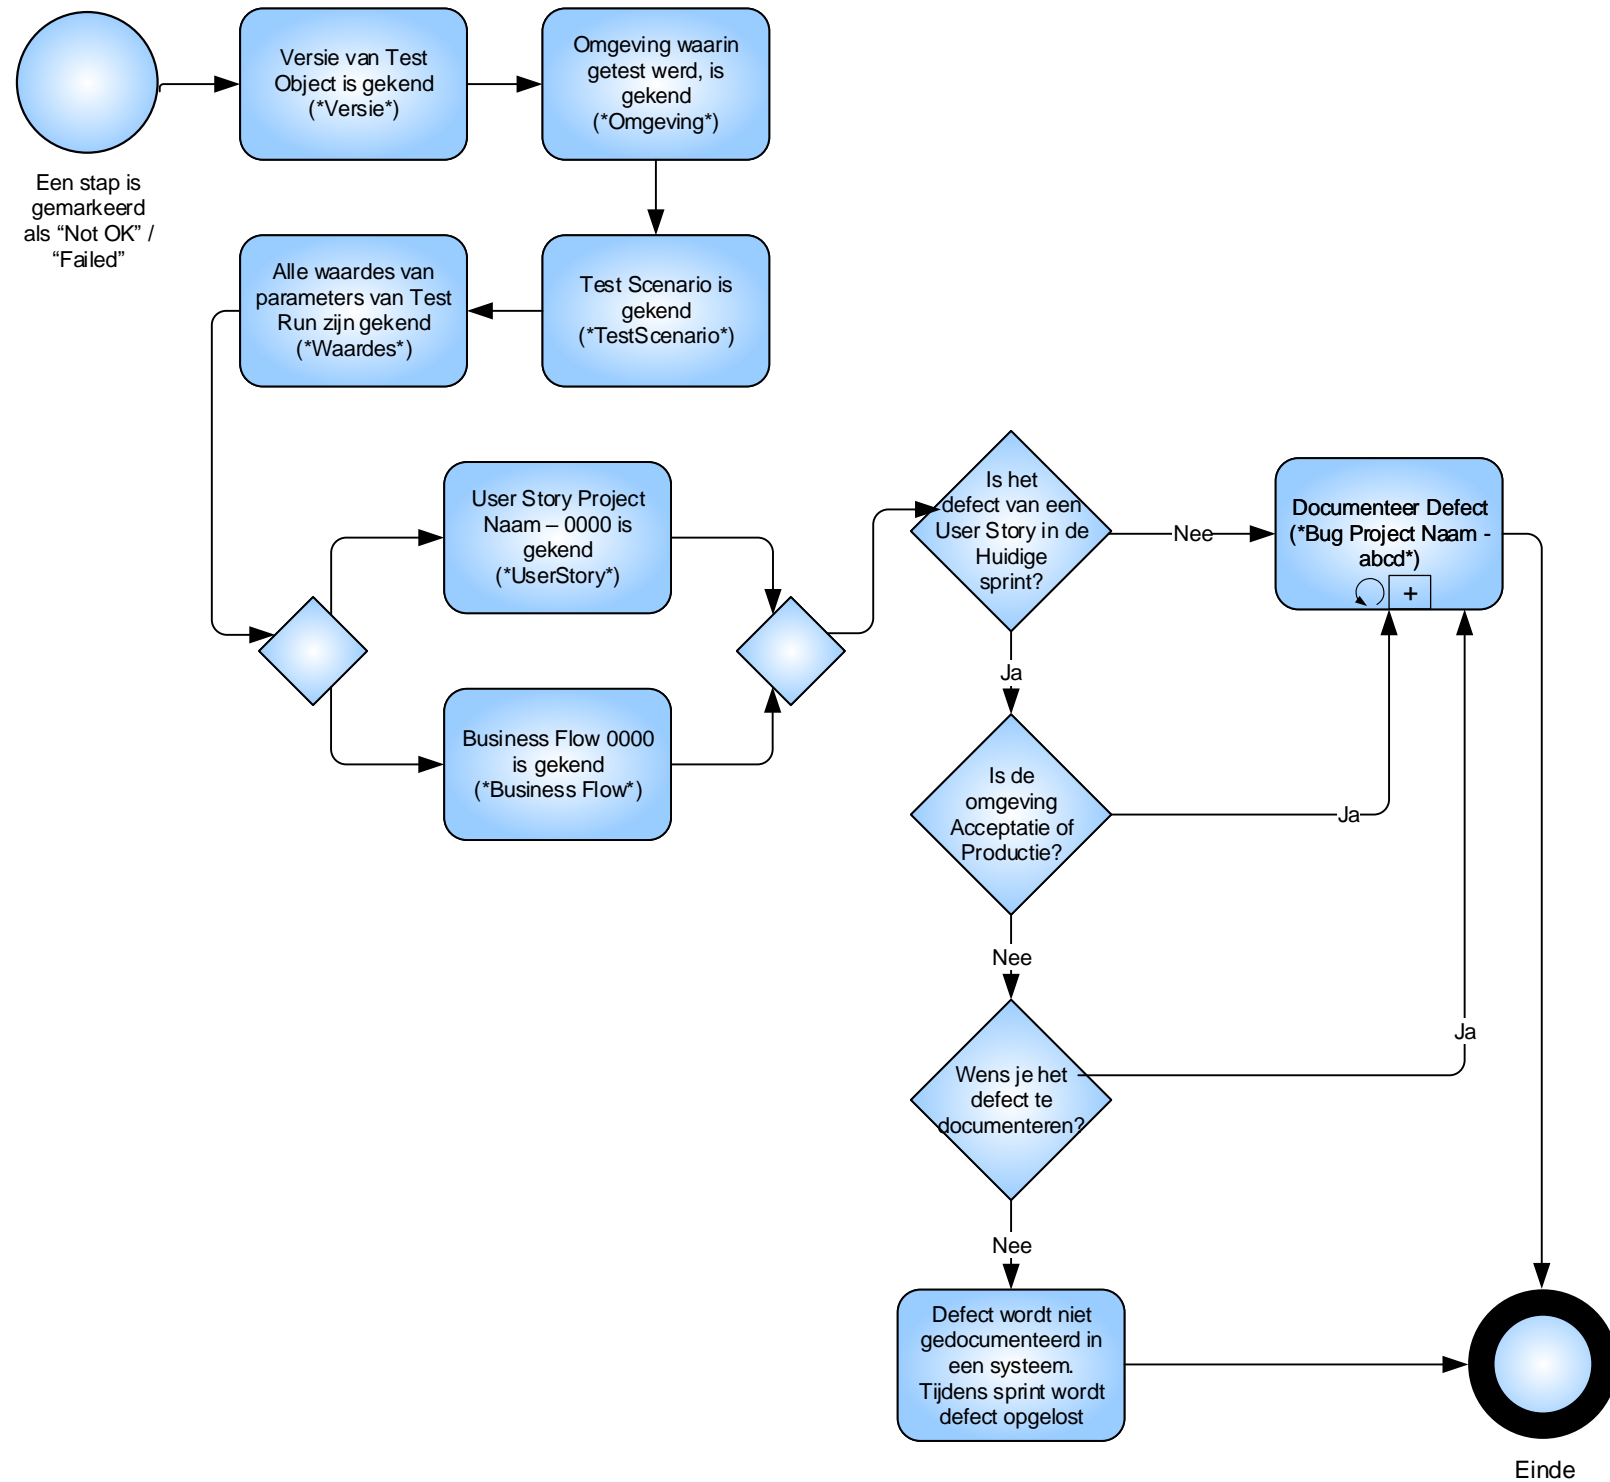 Versie van Test
Object is gekend
(*Versie*)
Omgeving waarin
getest werd, is
gekend
(*Omgeving*)
Een stap is
gemarkeerd
als “Not OK” /
“Failed”
Alle waardes van
parameters van Test
Run zijn gekend
(*Waardes*)
Test Scenario is
gekend
(*TestScenario*)
User Story Project
Naam – 0000 is
gekend
(*UserStory*)
Business Flow 0000
is gekend
(*Business Flow*)
Is het
defect van een
User Story in de
Huidige
sprint?
Nee
Documenteer Defect
(*Bug Project Naam -
abcd*)
+
Ja
Is de
omgeving
Acceptatie of
Productie?
Ja
Nee
Wens je het
defect te
documenteren?
Ja
Nee
Defect wordt niet
gedocumenteerd in
een systeem.
Tijdens sprint wordt
defect opgelost
Einde